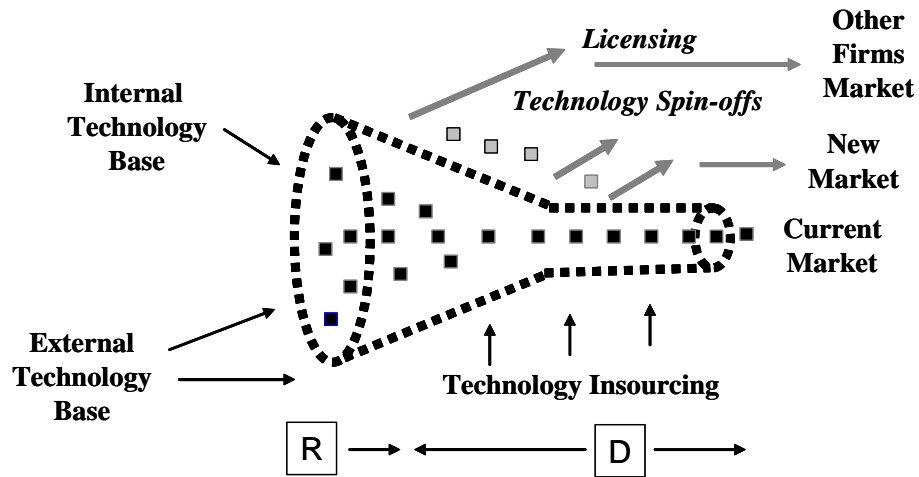 Licensing
Other
Firms
Market
Internal
Technology
Base
Technology Spin-offs
New
Market
Current
Market
External
Technology
Base
Technology Insourcing
R
D